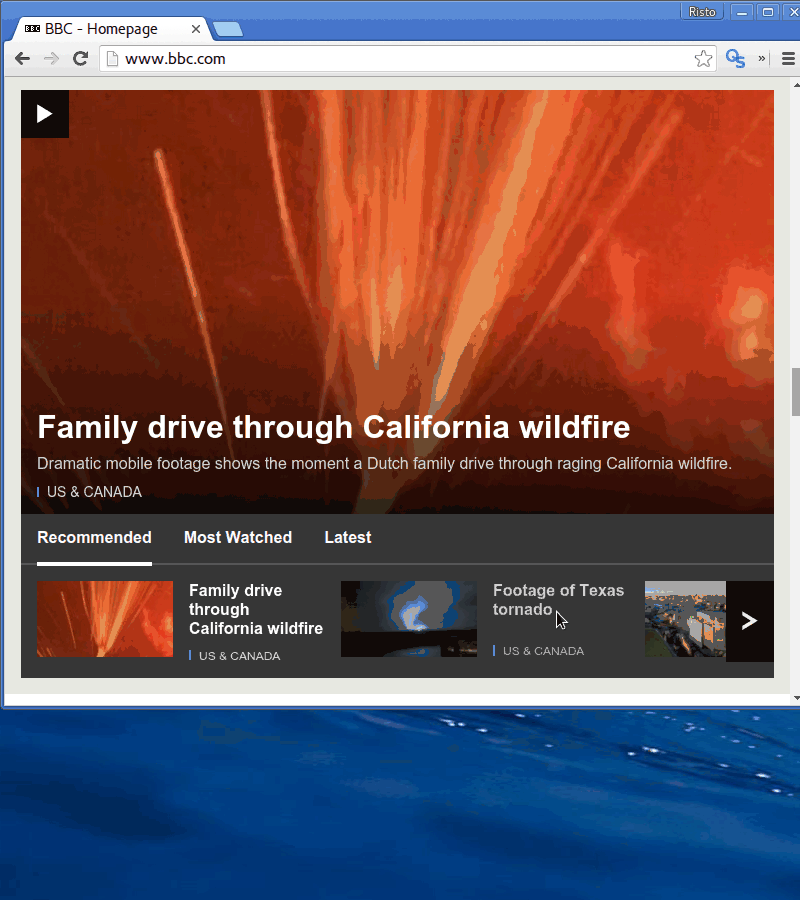 Risto
BBC BBC - Homepage
www.bbc.com
Family drive through California wildfire
Dramatic mobile footage shows the moment a Dutch family drive through raging California wildfire.
US & CANADA
Recommended Most Watched Latest
Family drive
through
California wildfire
US & CANADA
Footage of Texas
tornado
US & CANADA